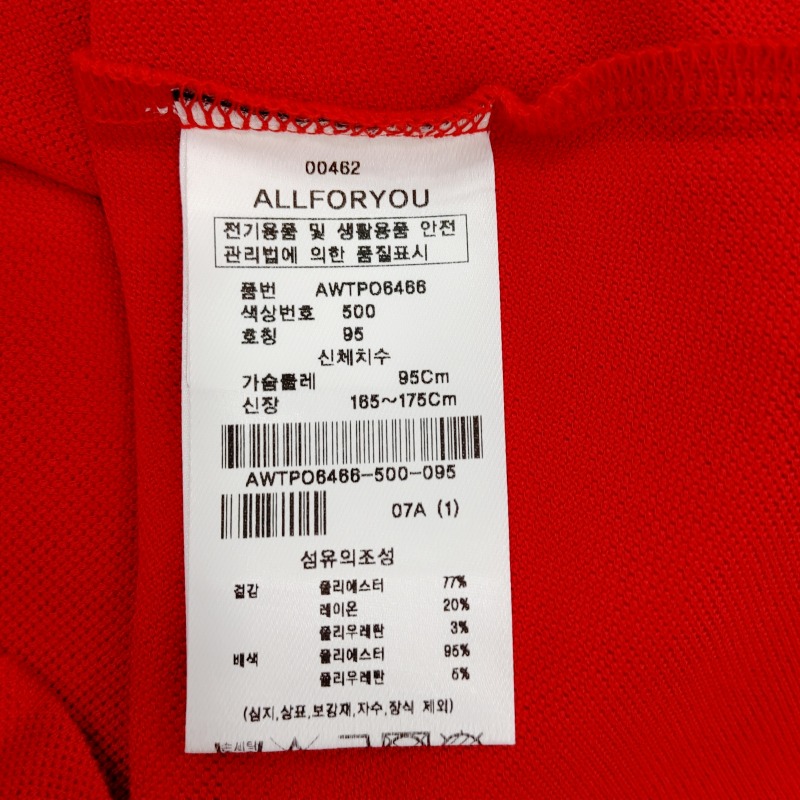 00462
ALLFORYOU
전기용품 및 생활용품 안전
관리법에 의한 품질표시
품번 AWTPO6466
색상번호 500
호칭 95
신체치수
가슴둘레 95Cm
신장 165~175Cm
AWTPO6466-500-095
07A (1)
섬유의조성
겉감 폴리에스터 77%
레이온 20%
폴리우레탄 3%
배색 폴리에스터 95%
폴리우레탄 5%
(심지,상표,보강재,자수,장식 제외)